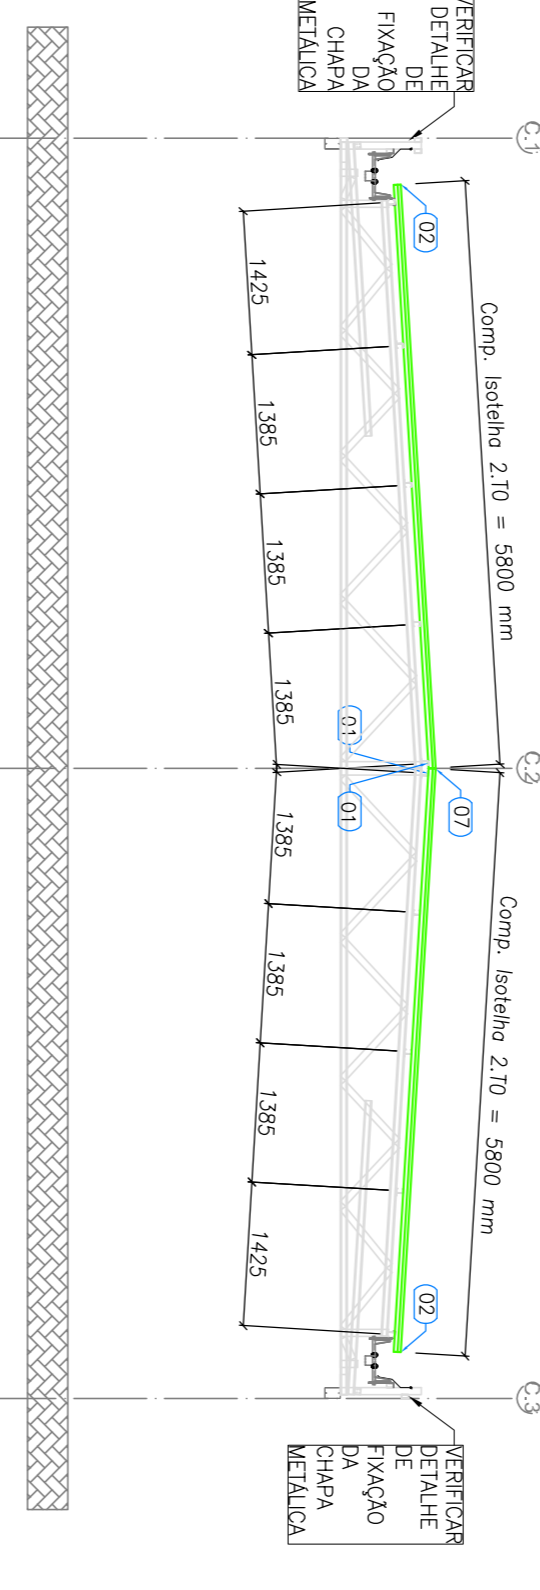 VERIFICAR
DETALHE
DE
FIXAÇÃO
DA
CHAPA
METÁLICA
C.1
02
Comp. Isotelha 2.T0 = 5800 mm
1425
1385
1385
1385
01
C.2
07
01
Comp. Isotelha 2.T0 = 5800 mm
1385
1385
1385
1425
02
C.3
VERIFICAR
DETALHE
DE
FIXAÇÃO
DA
CHAPA
METÁLICA